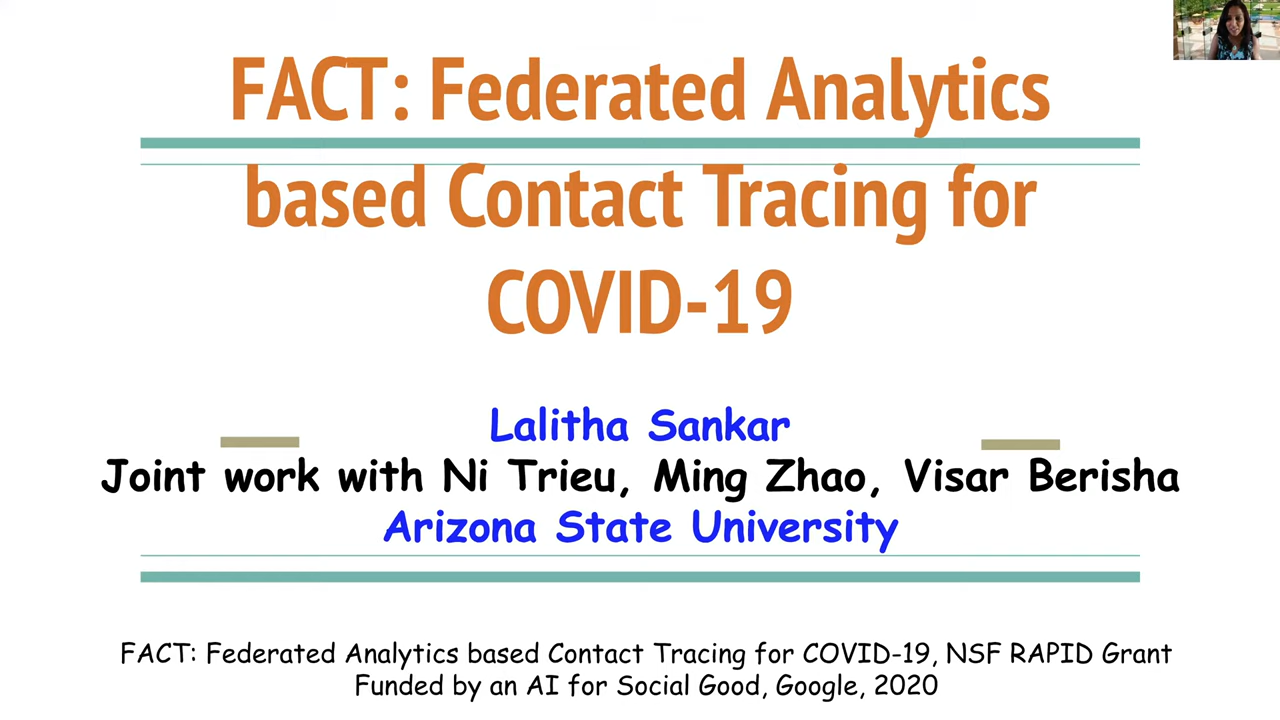 FACT: Federated Analytics
based Contact Tracing for
COVID-19
Lalitha Sankar
Joint work with Ni Trieu, Ming Zhao, Visar Berisha
Arizona State University
FACT: Federated Analytics based Contact Tracing for COVID-19, NSF RAPID Grant
Funded by an AI for Social Good, Google, 2020